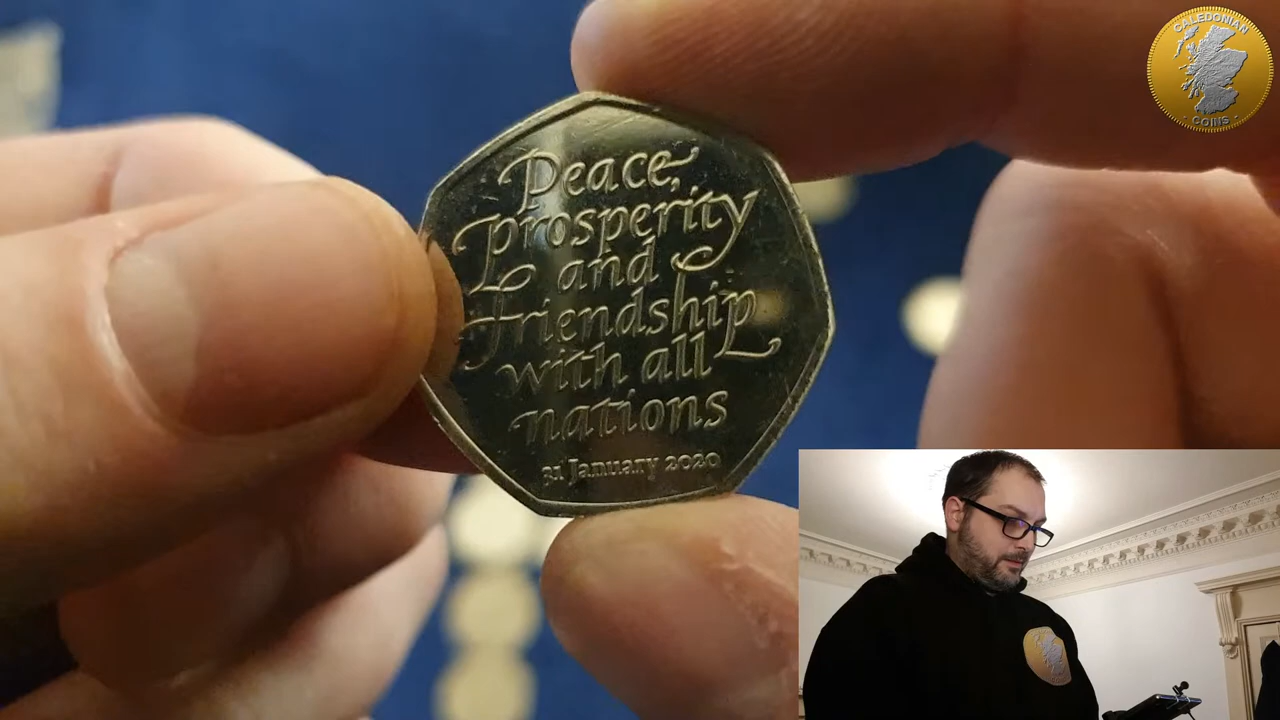 Peace,
prosperity
and
friendship
with all
nations
31 January 2020
CALEDONIAN
COINS